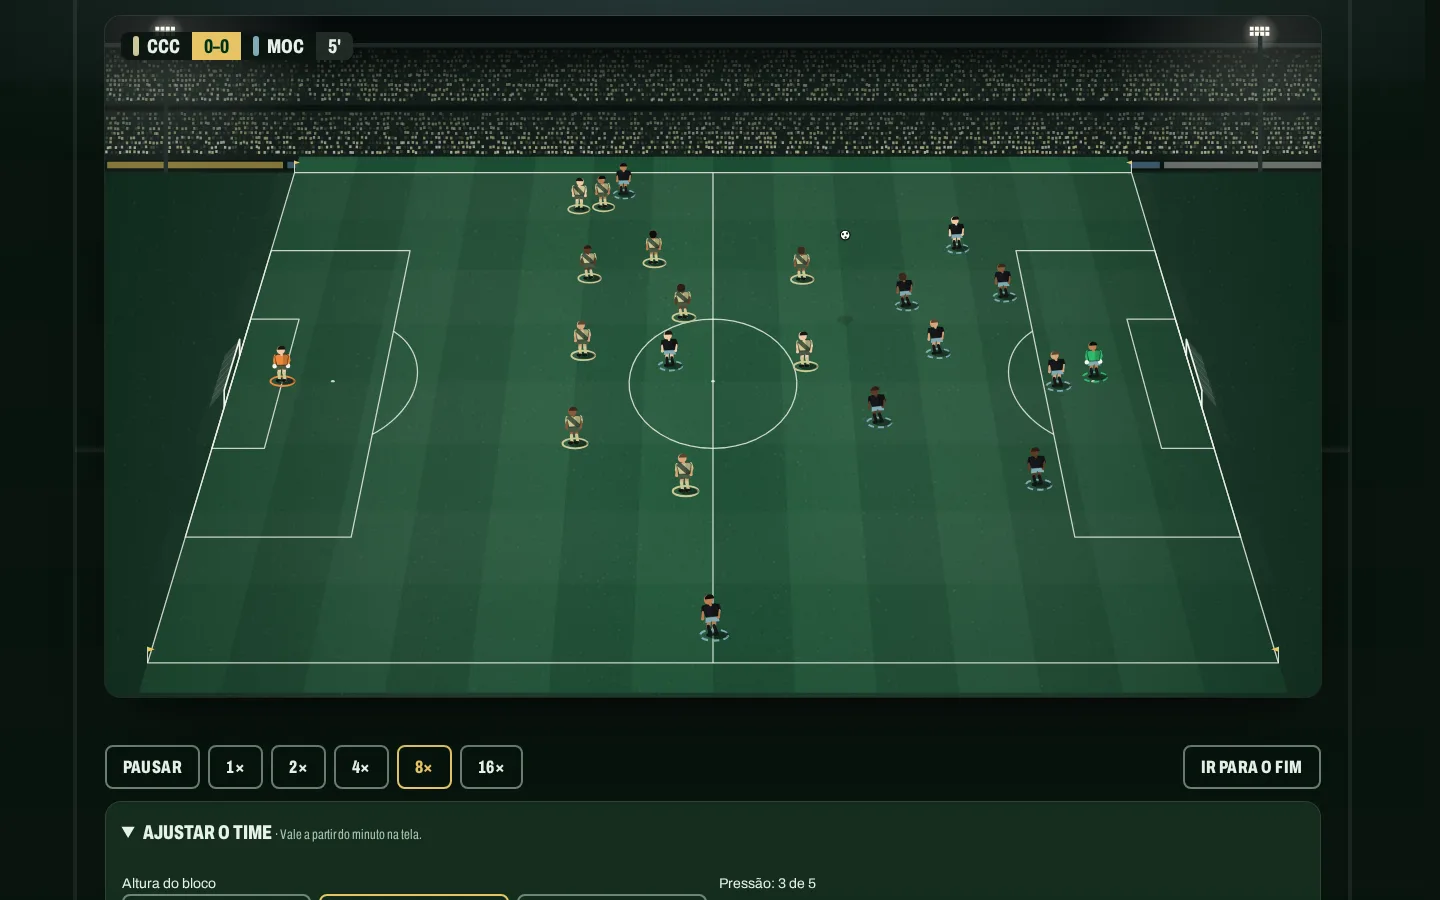 CCC 0-0 MOC 5'
PAUSAR 1× 2× 4× 8× 16× IR PARA O FIM
▼ AJUSTAR O TIME · Vale a partir do minuto na tela.
Altura do bloco Pressão: 3 de 5